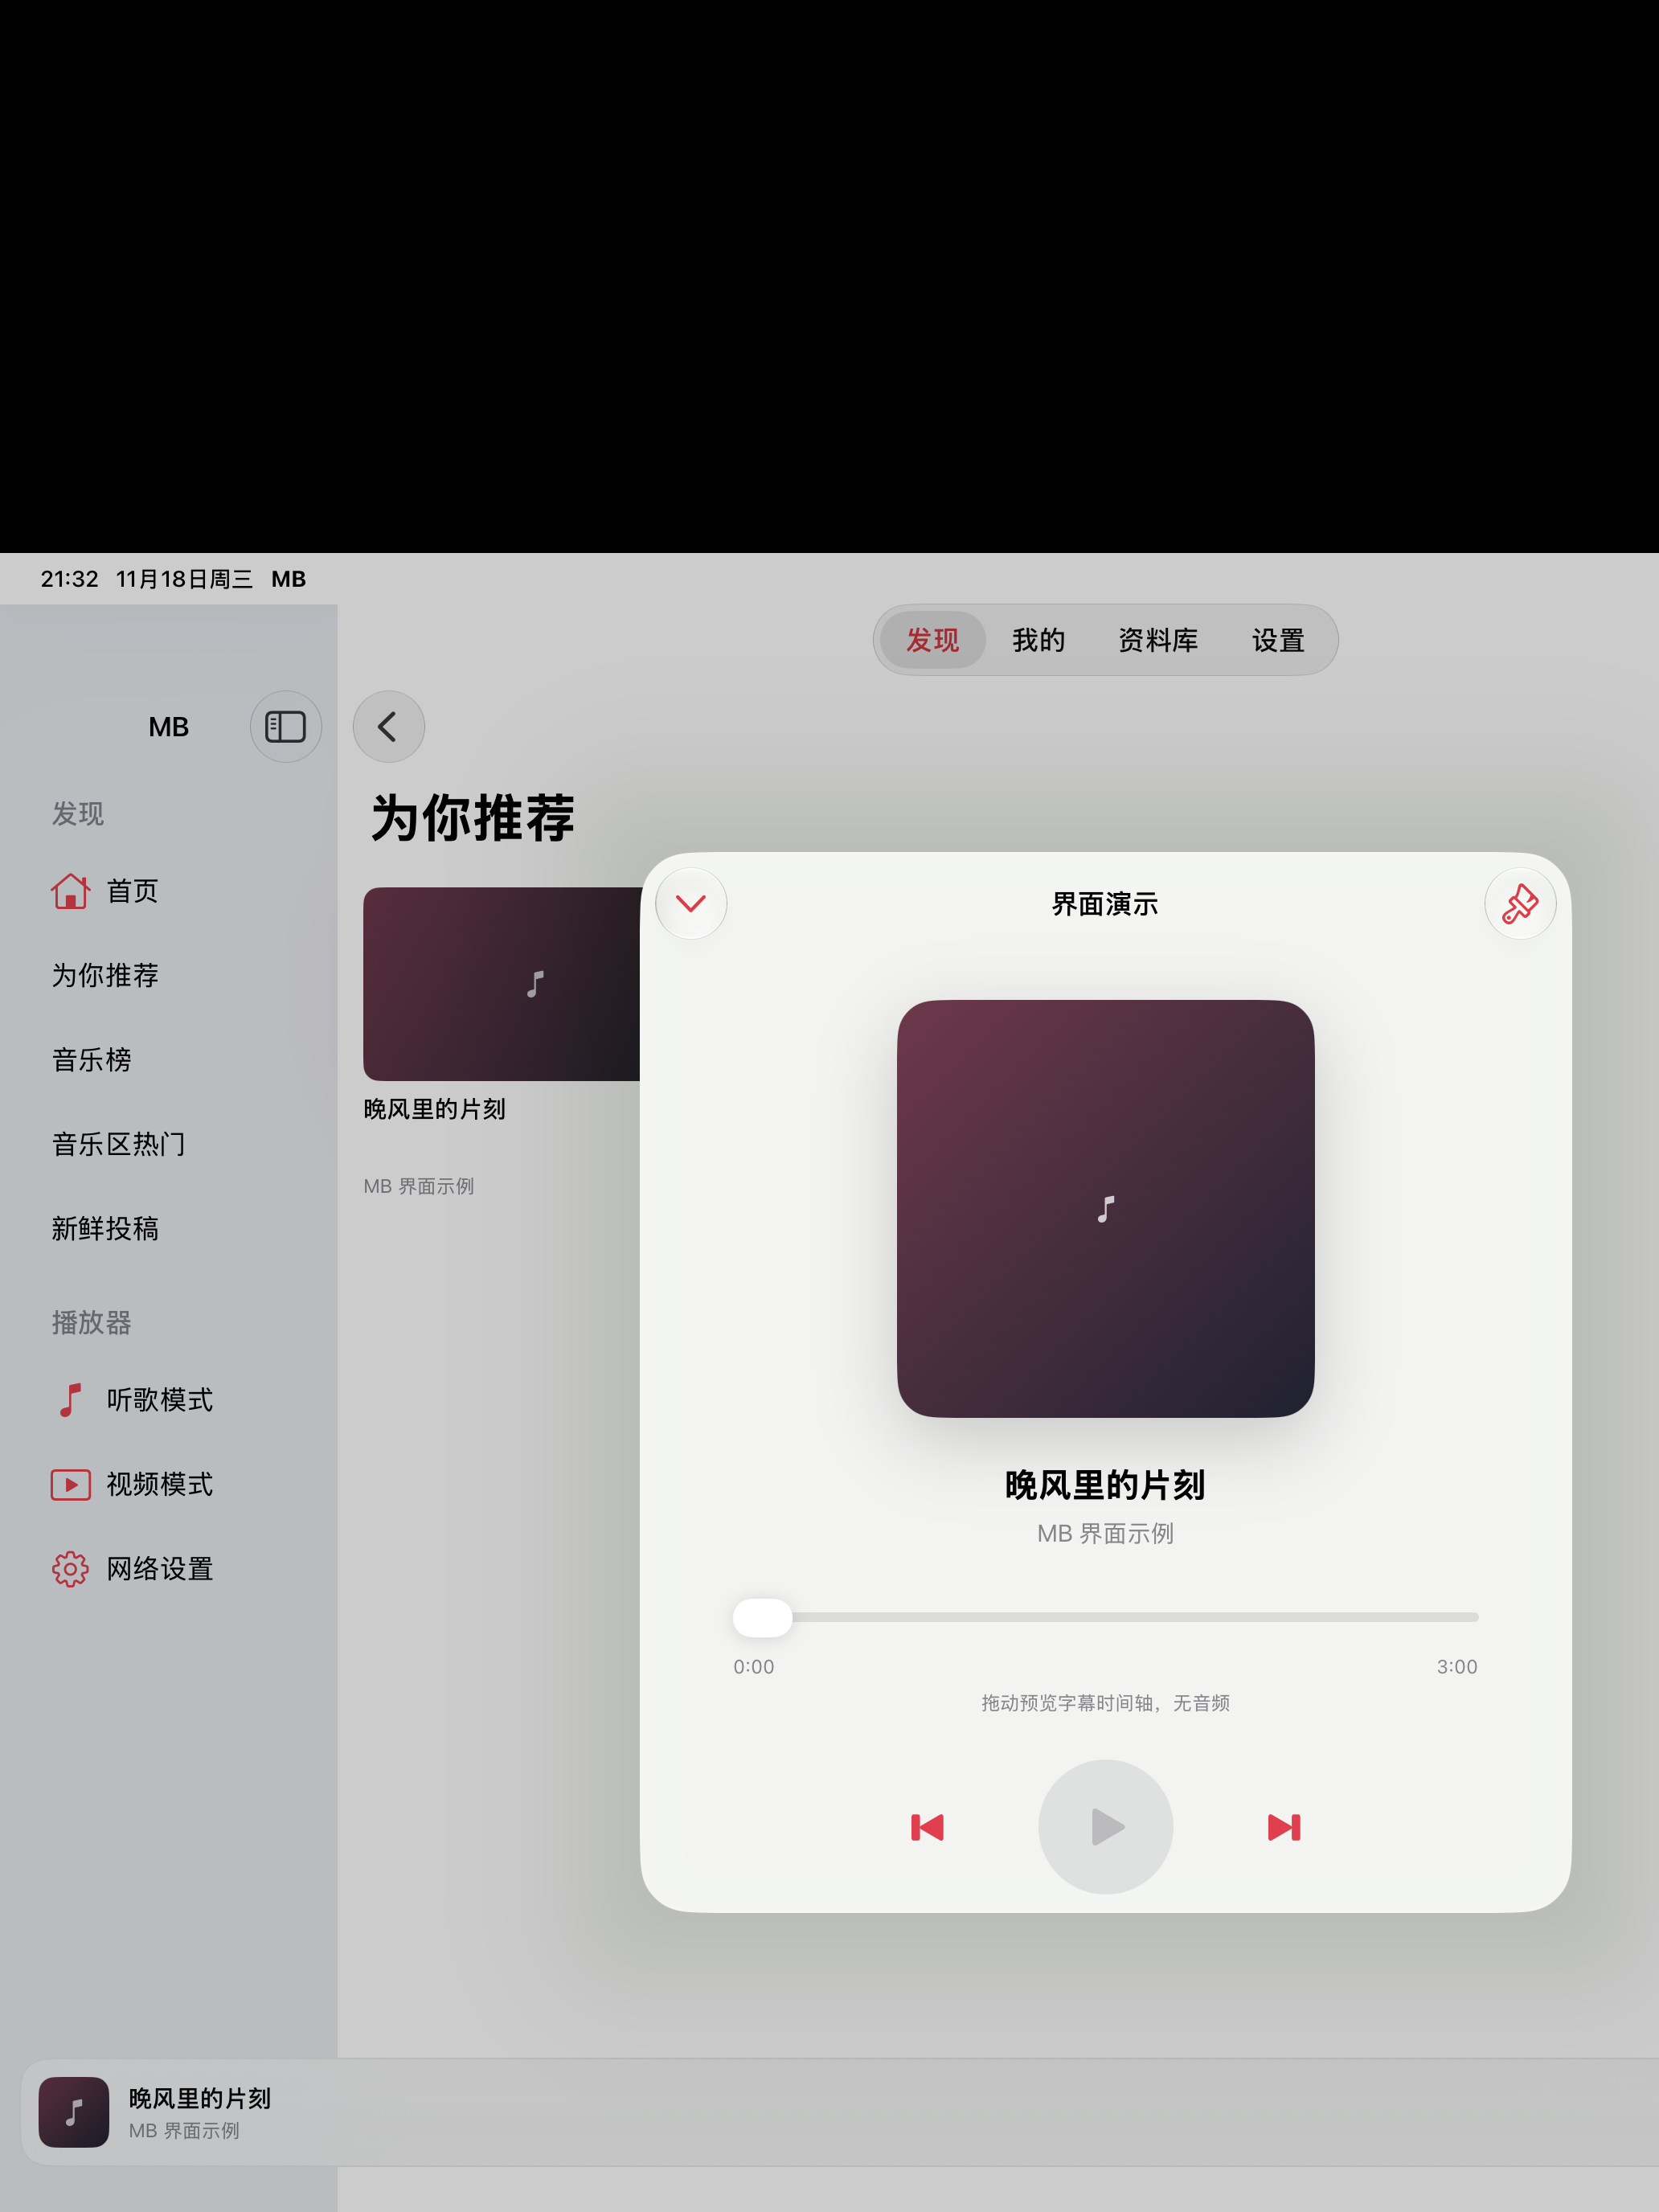 21:32 11月18日周三 MB
发现 我的 资料库 设置
MB
发现
首页
为你推荐
音乐榜
音乐区热门
新鲜投稿
播放器
听歌模式
视频模式
网络设置
为你推荐
晚风里的片刻
MB 界面示例
界面演示
晚风里的片刻
MB 界面示例
0:00 3:00
拖动预览字幕时间轴，无音频
晚风里的片刻
MB 界面示例